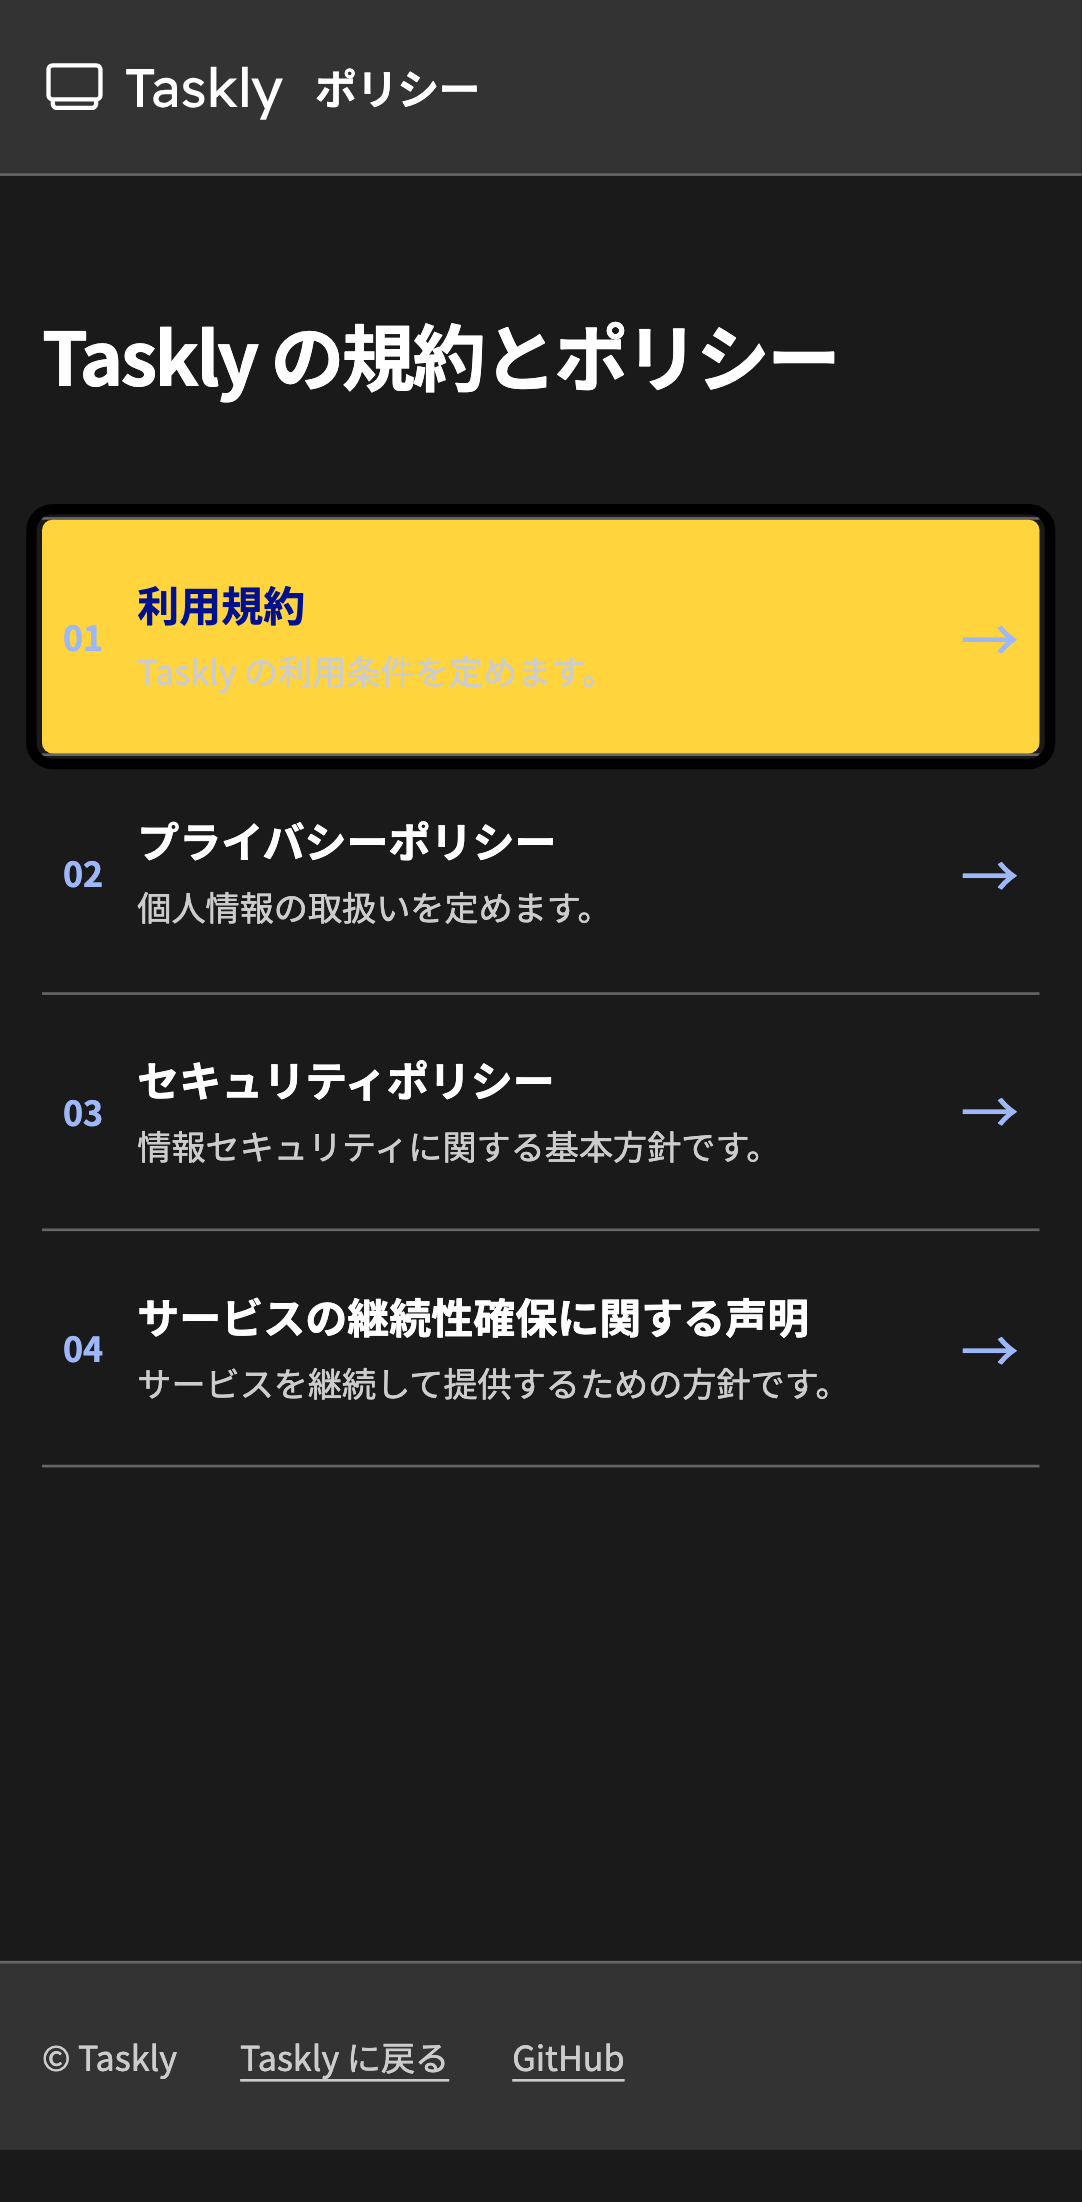 Taskly ポリシー
Taskly の規約とポリシー
01
利用規約
Taskly の利用条件を定めます。
→
02
プライバシーポリシー
個人情報の取扱いを定めます。
→
03
セキュリティポリシー
情報セキュリティに関する基本方針です。
→
04
サービスの継続性確保に関する声明
サービスを継続して提供するための方針です。
→
© Taskly Taskly に戻る GitHub